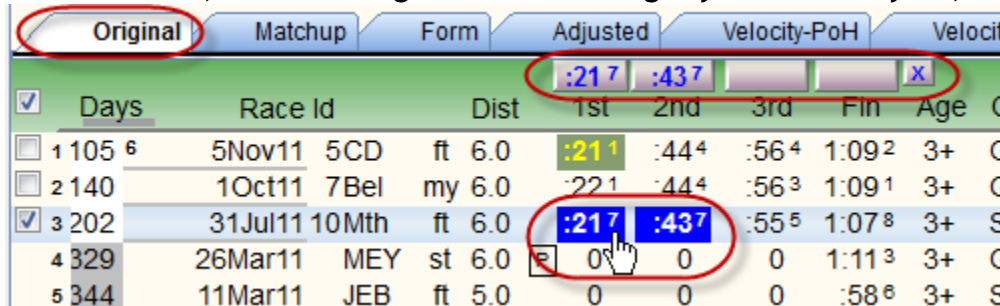 Original Matchup Form Adjusted Velocity-PoH Veloci
:21 7 :43 7 X
Days Race Id Dist 1st 2nd 3rd Fin Age
1 105 6 5Nov11 5CD ft 6.0 :21 1 :44 4 :56 4 1:09 2 3+
2 140 1Oct11 7Bel my 6.0 :22 1 :44 4 :56 3 1:09 1 3+
3 202 31Jul11 10Mth ft 6.0 :21 7 :43 7 :55 5 1:07 8 3+
4 329 26Mar11 MEY st 6.0 P 0 0 0 1:11 3 3+
5 344 11Mar11 JEB ft 5.0 0 0 0 :58 6 3+